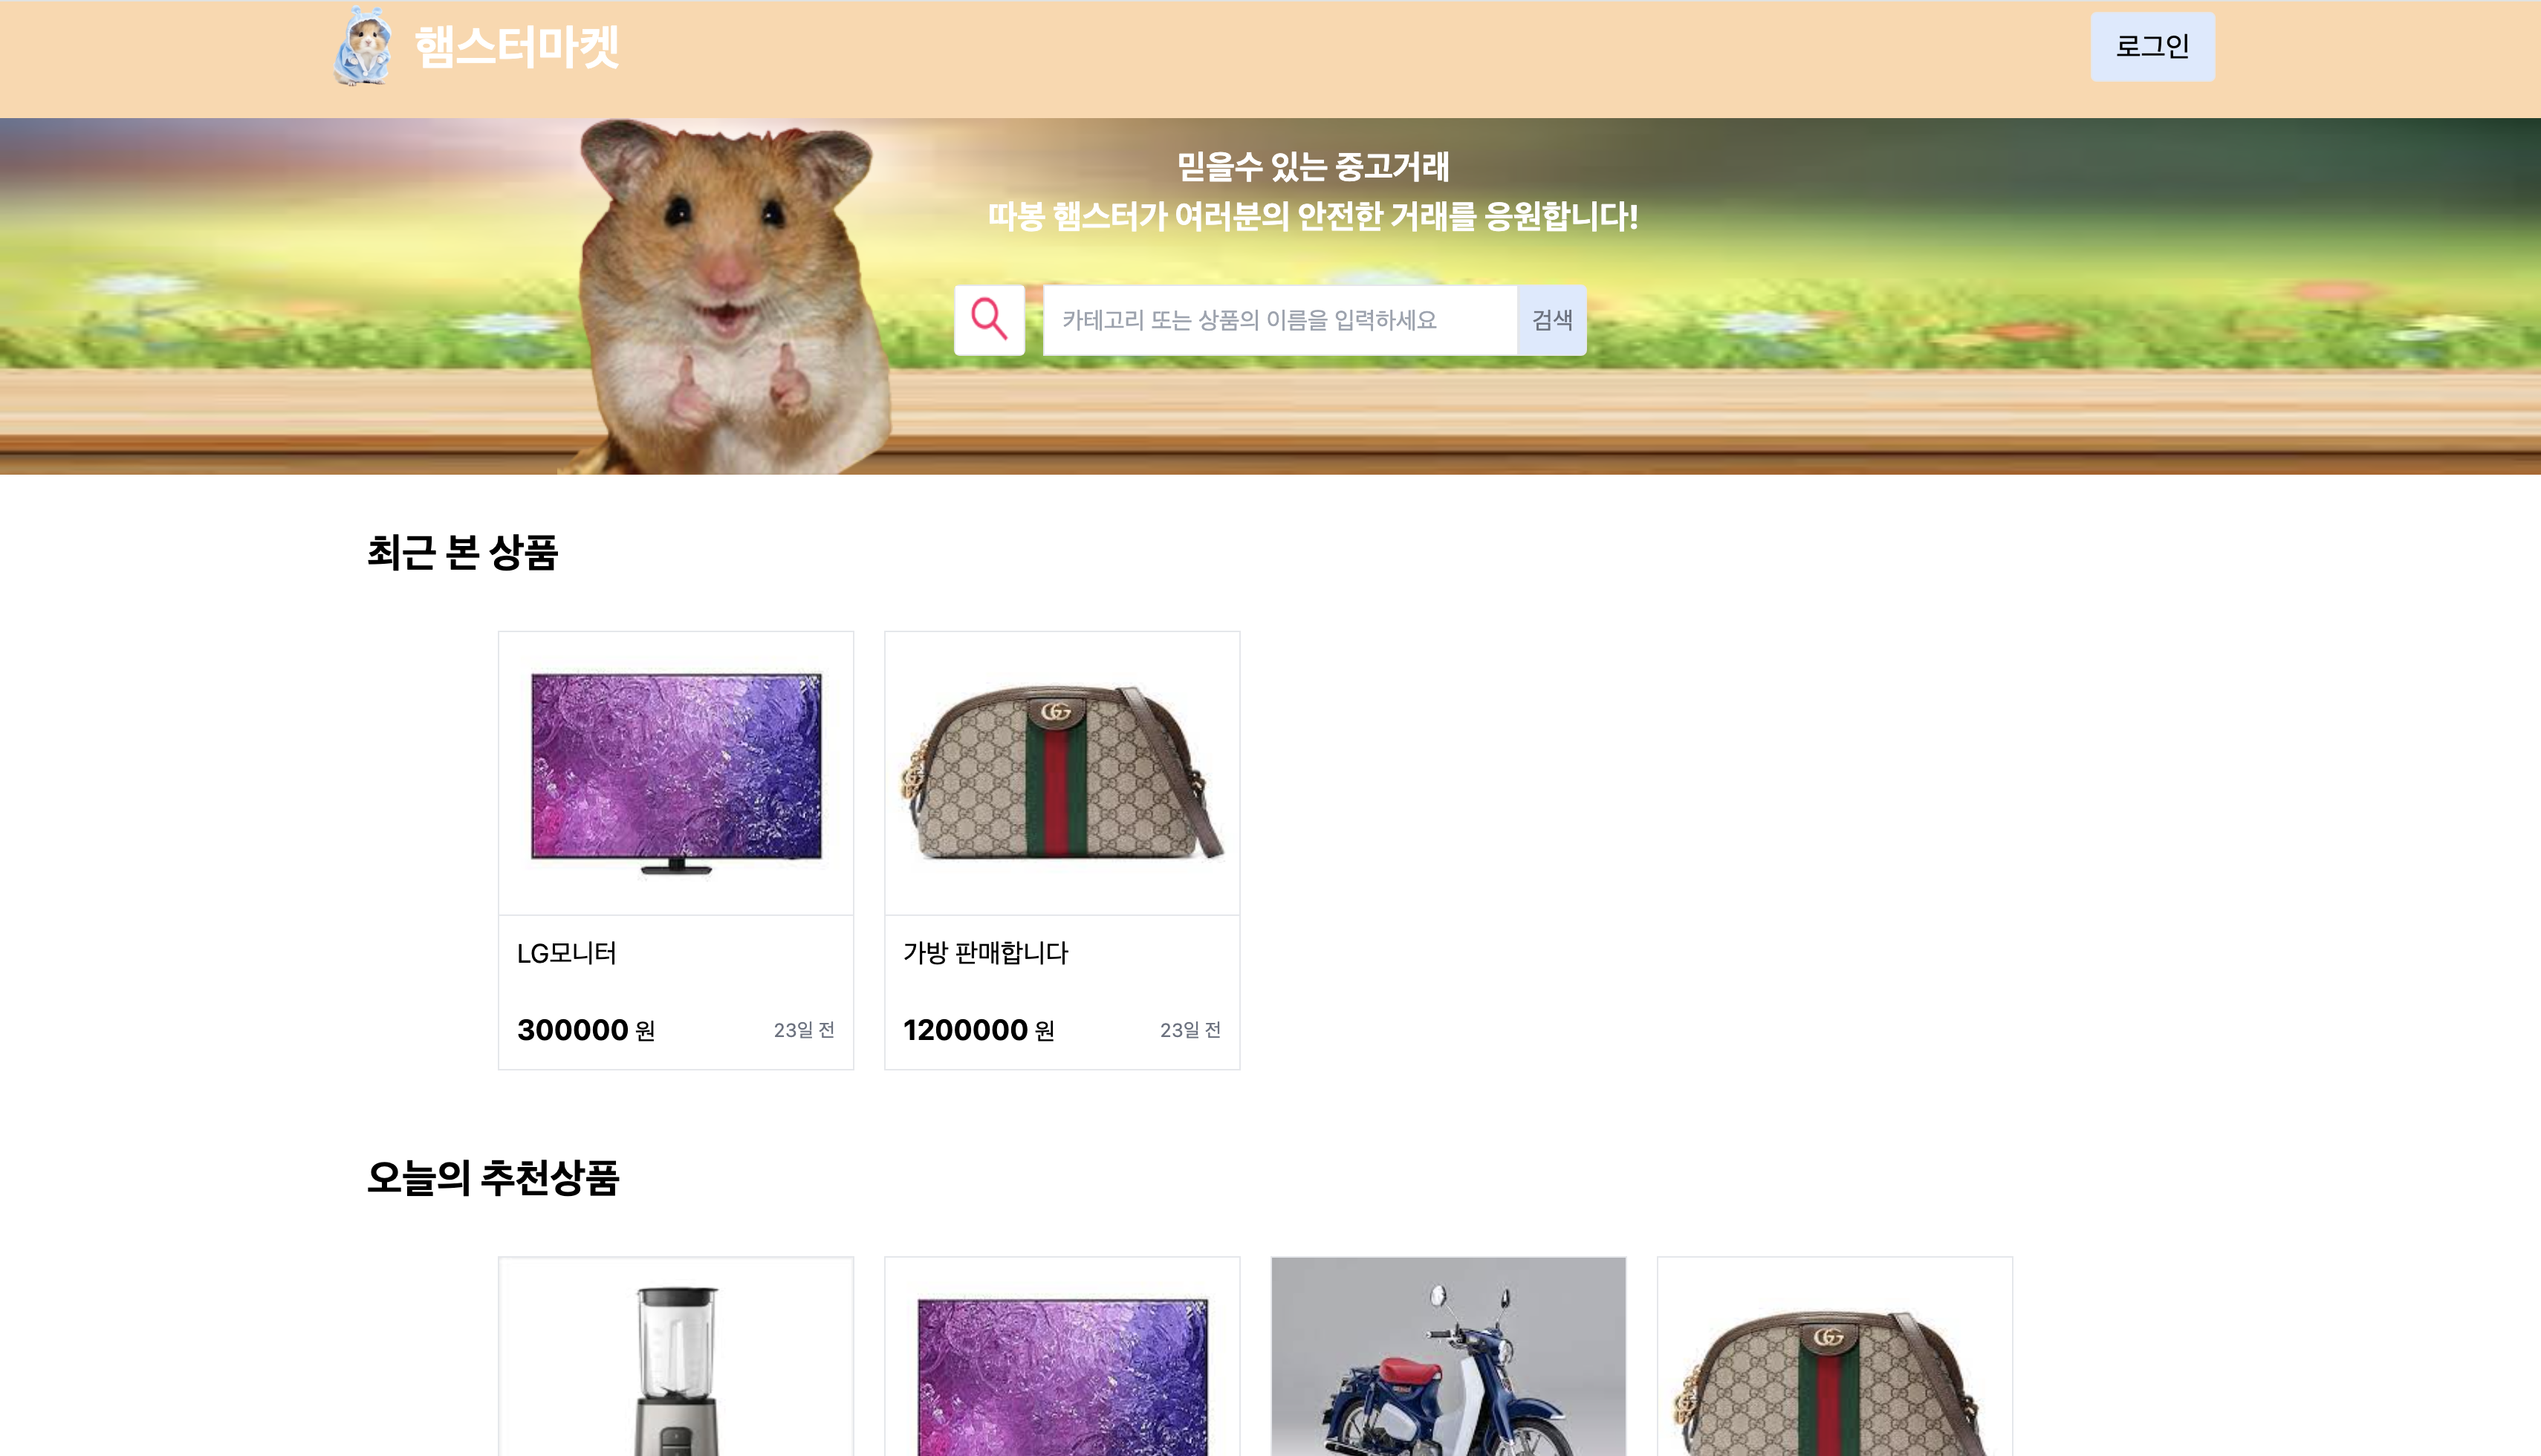 햄스터마켓
로그인
믿을수 있는 중고거래
따봉 햄스터가 여러분의 안전한 거래를 응원합니다!
카테고리 또는 상품의 이름을 입력하세요
검색
최근 본 상품
LG모니터
300000 원
23일 전
가방 판매합니다
1200000 원
23일 전
오늘의 추천상품